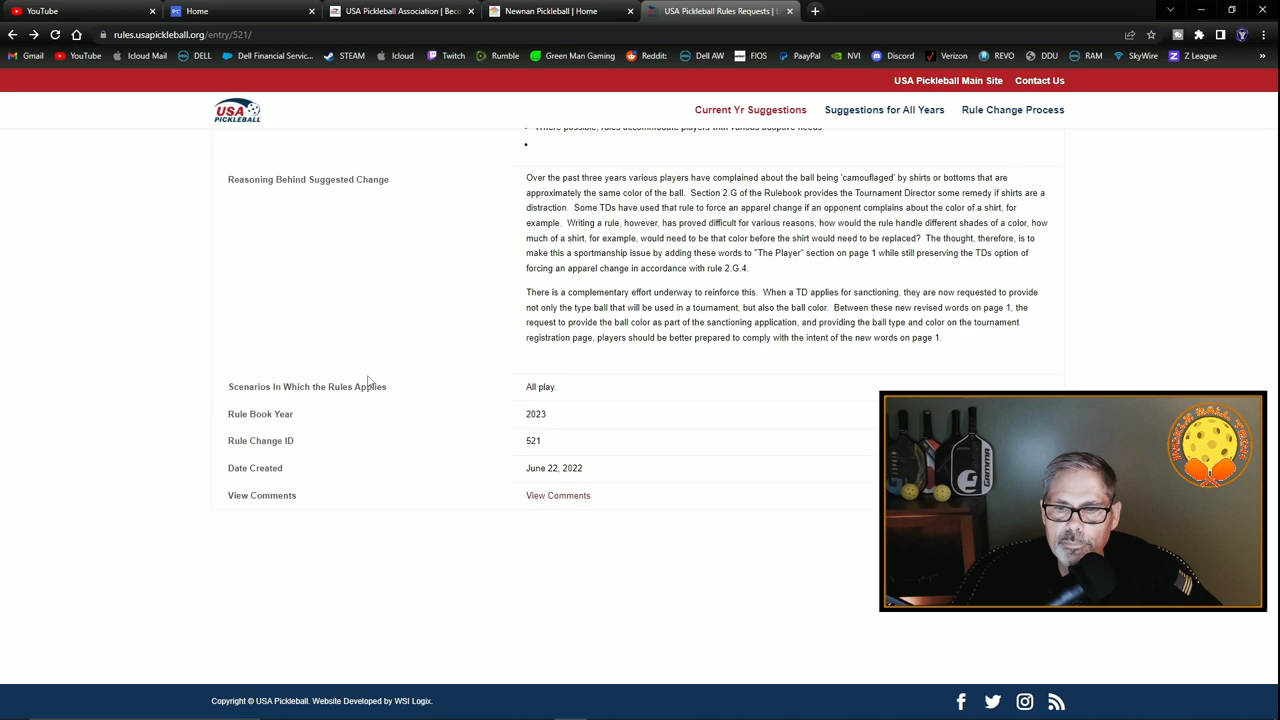 YouTube
Home
USA Pickleball Association | Bec
Newnan Pickleball | Home
USA Pickleball Rules Requests | L
rules.usapickleball.org/entry/521/
Gmail
YouTube
iCloud Mail
DELL
Dell Financial Servic...
STEAM
iCloud
Twitch
Rumble
Green Man Gaming
Reddit:
Dell AW
FIOS
PaayPal
NVI
Discord
Verizon
REVO
DDU
RAM
SkyWire
Z League
USA Pickleball Main Site
Contact Us
USA
PICKLEBALL
Current Yr Suggestions
Suggestions for All Years
Rule Change Process
Where possible, rules accommodate players with various adaptive needs.
Reasoning Behind Suggested Change
Over the past three years various players have complained about the ball being 'camouflaged' by shirts or bottoms that are
approximately the same color of the ball. Section 2.G of the Rulebook provides the Tournament Director some remedy if shirts are a
distraction. Some TDs have used that rule to force an apparel change if an opponent complains about the color of a shirt, for
example. Writing a rule, however, has proved difficult for various reasons; how would the rule handle different shades of a color, how
much of a shirt, for example, would need to be that color before the shirt would need to be replaced? The thought, therefore, is to
make this a sportmanship issue by adding these words to "The Player" section on page 1 while still preserving the TDs option of
forcing an apparel change in accordance with rule 2.G.4.
There is a complementary effort underway to reinforce this. When a TD applies for sanctioning, they are now requested to provide
not only the type ball that will be used in a tournament, but also the ball color. Between these new revised words on page 1, the
request to provide the ball color as part of the sanctioning application, and providing the ball type and color on the tournament
registration page, players should be better prepared to comply with the intent of the new words on page 1.
Scenarios In Which the Rules Applies
All play.
Rule Book Year
2023
Rule Change ID
521
Date Created
June 22, 2022
View Comments
View Comments
GAMMA
PICKLE BALL
Copyright © USA Pickleball. Website Developed by WSI Logix.